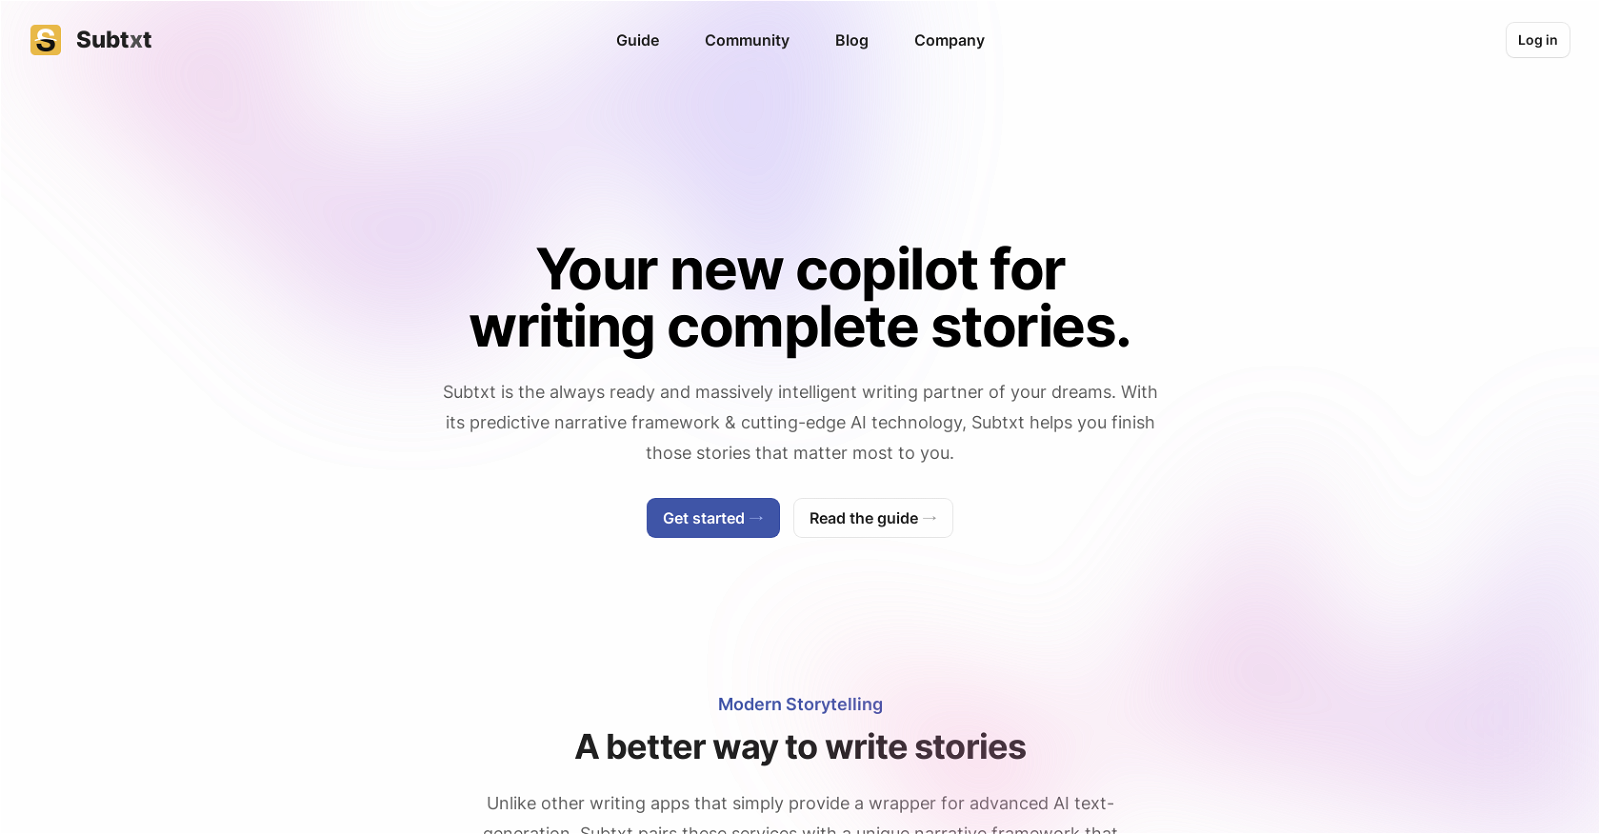 Subtxt
Guide
Community
Blog
Company
Log in
Your new copilot for
writing complete stories.
Subtxt is the always ready and massively intelligent writing partner of your dreams. With
its predictive narrative framework & cutting-edge AI technology, Subtxt helps you finish
those stories that matter most to you.
Get started →
Read the guide →
Modern Storytelling
A better way to write stories
Unlike other writing apps that simply provide a wrapper for advanced AI text-
generation, Subtxt pairs these services with a unique narrative framework that